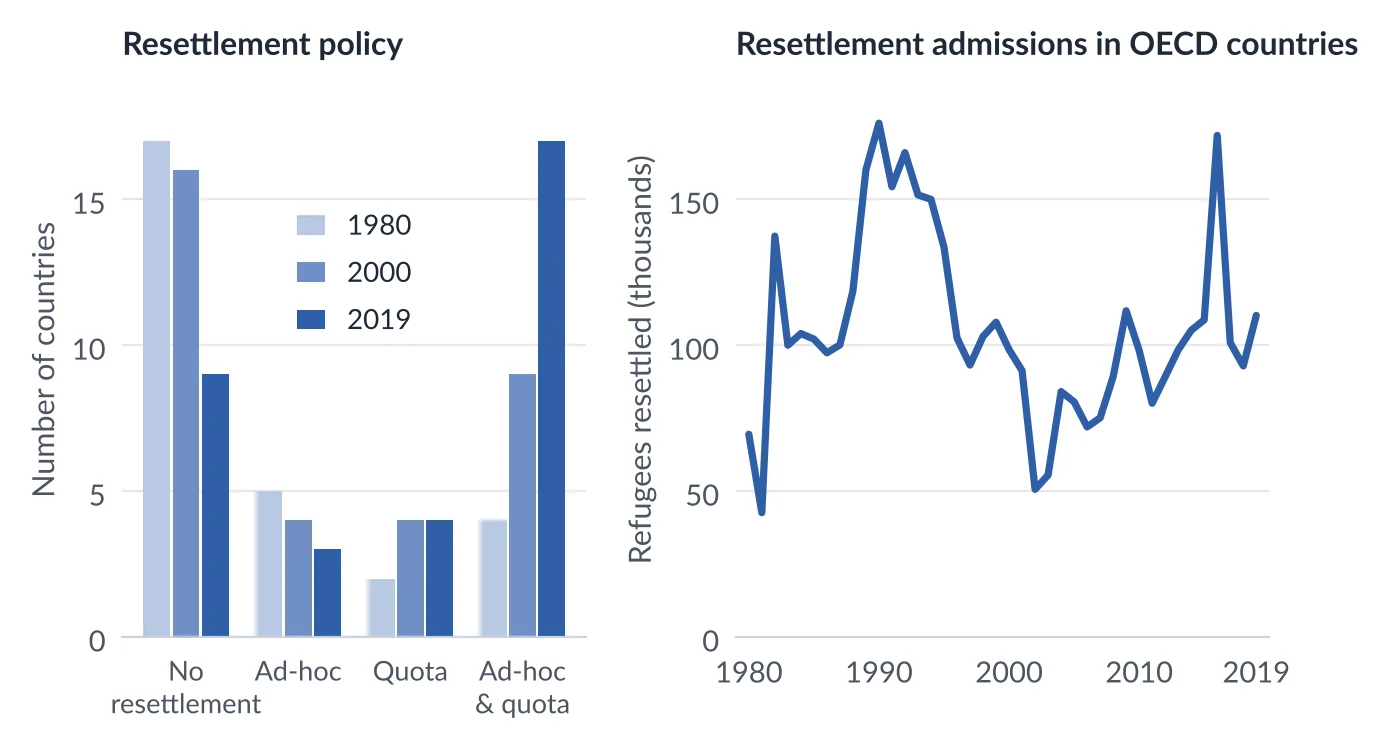 Resettlement policy
Number of countries
15
10
5
0
1980
2000
2019
No
resettlement
Ad-hoc
Quota
Ad-hoc
& quota
Resettlement admissions in OECD countries
Refugees resettled (thousands)
150
100
50
0
1980
1990
2000
2010
2019